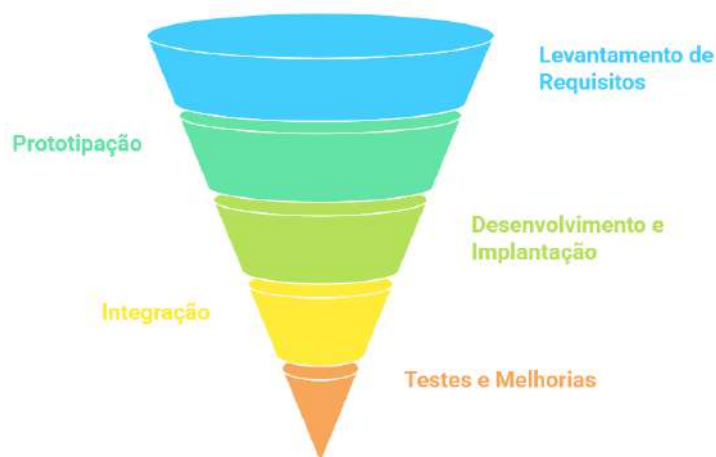 Levantamento de
Requisitos
Prototipação
Desenvolvimento e
Implantação
Integração
Testes e Melhorias